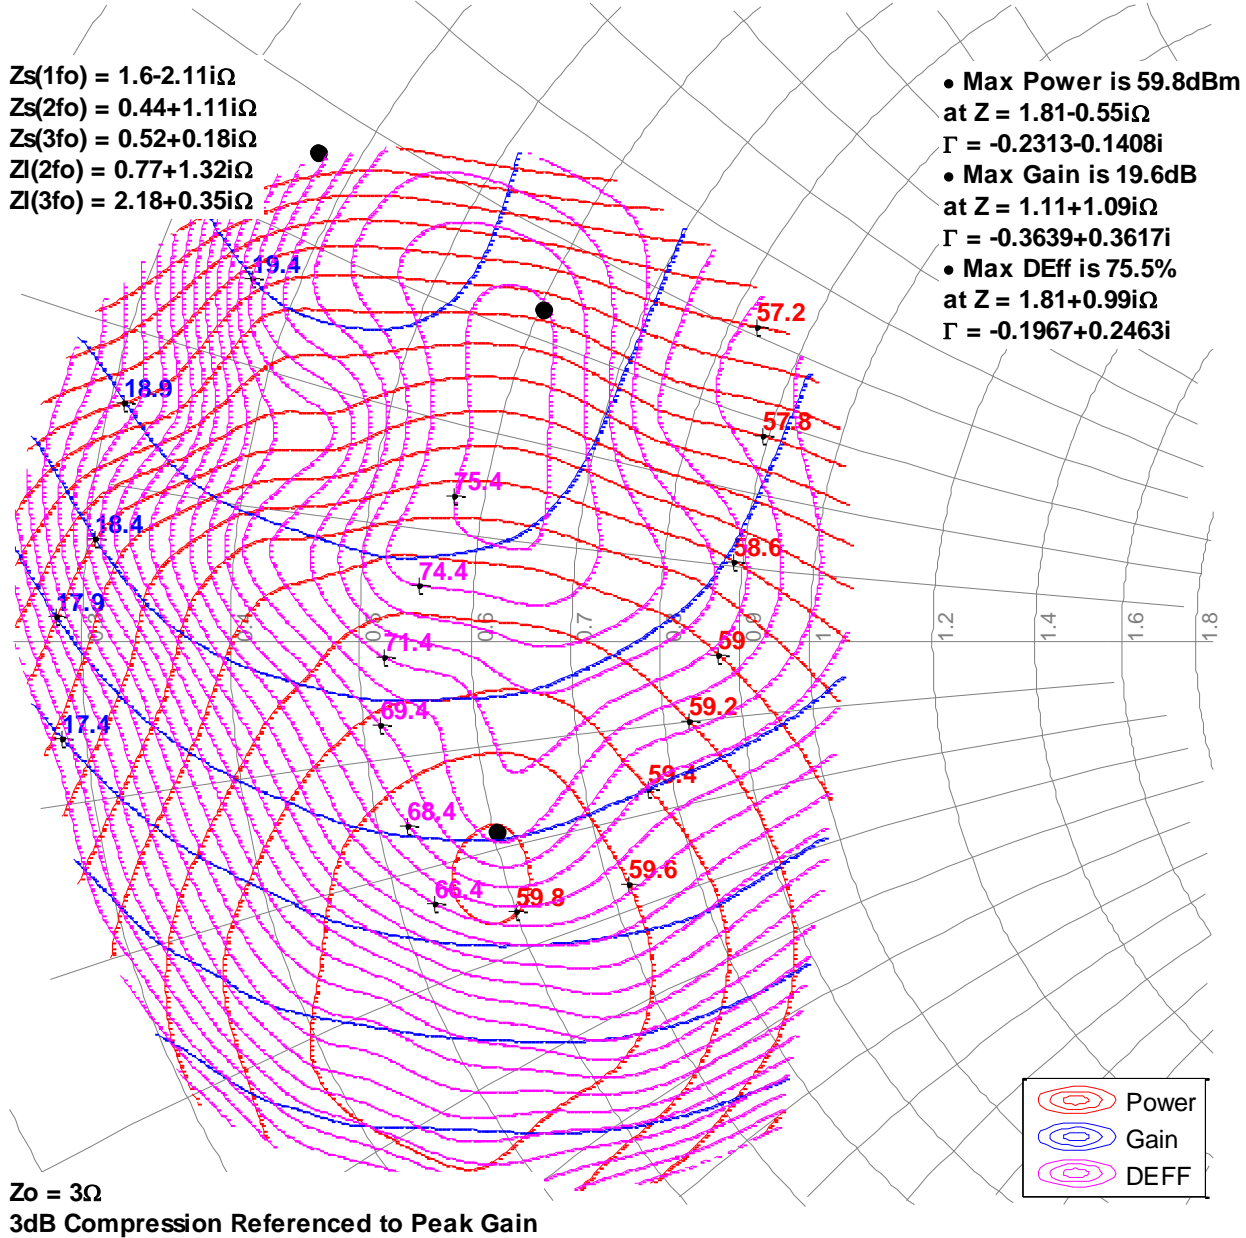 Zs(1fo) = 1.6-2.11iΩ
Zs(2fo) = 0.44+1.11iΩ
Zs(3fo) = 0.52+0.18iΩ
Zl(2fo) = 0.77+1.32iΩ
Zl(3fo) = 2.18+0.35iΩ
• Max Power is 59.8dBm
at Z = 1.81-0.55iΩ
Γ = -0.2313-0.1408i
• Max Gain is 19.6dB
at Z = 1.11+1.09iΩ
Γ = -0.3639+0.3617i
• Max DEff is 75.5%
at Z = 1.81+0.99iΩ
Γ = -0.1967+0.2463i
19.4
57.2
18.9
57.8
75.4
18.4
58.6
74.4
17.9
0.6
0.7
0.9
1
1.2
1.4
1.6
1.8
71.4
59
69.4
59.2
17.4
59.4
68.4
59.6
66.4
59.8
Power
Gain
DEFF
Zo = 3Ω
3dB Compression Referenced to Peak Gain